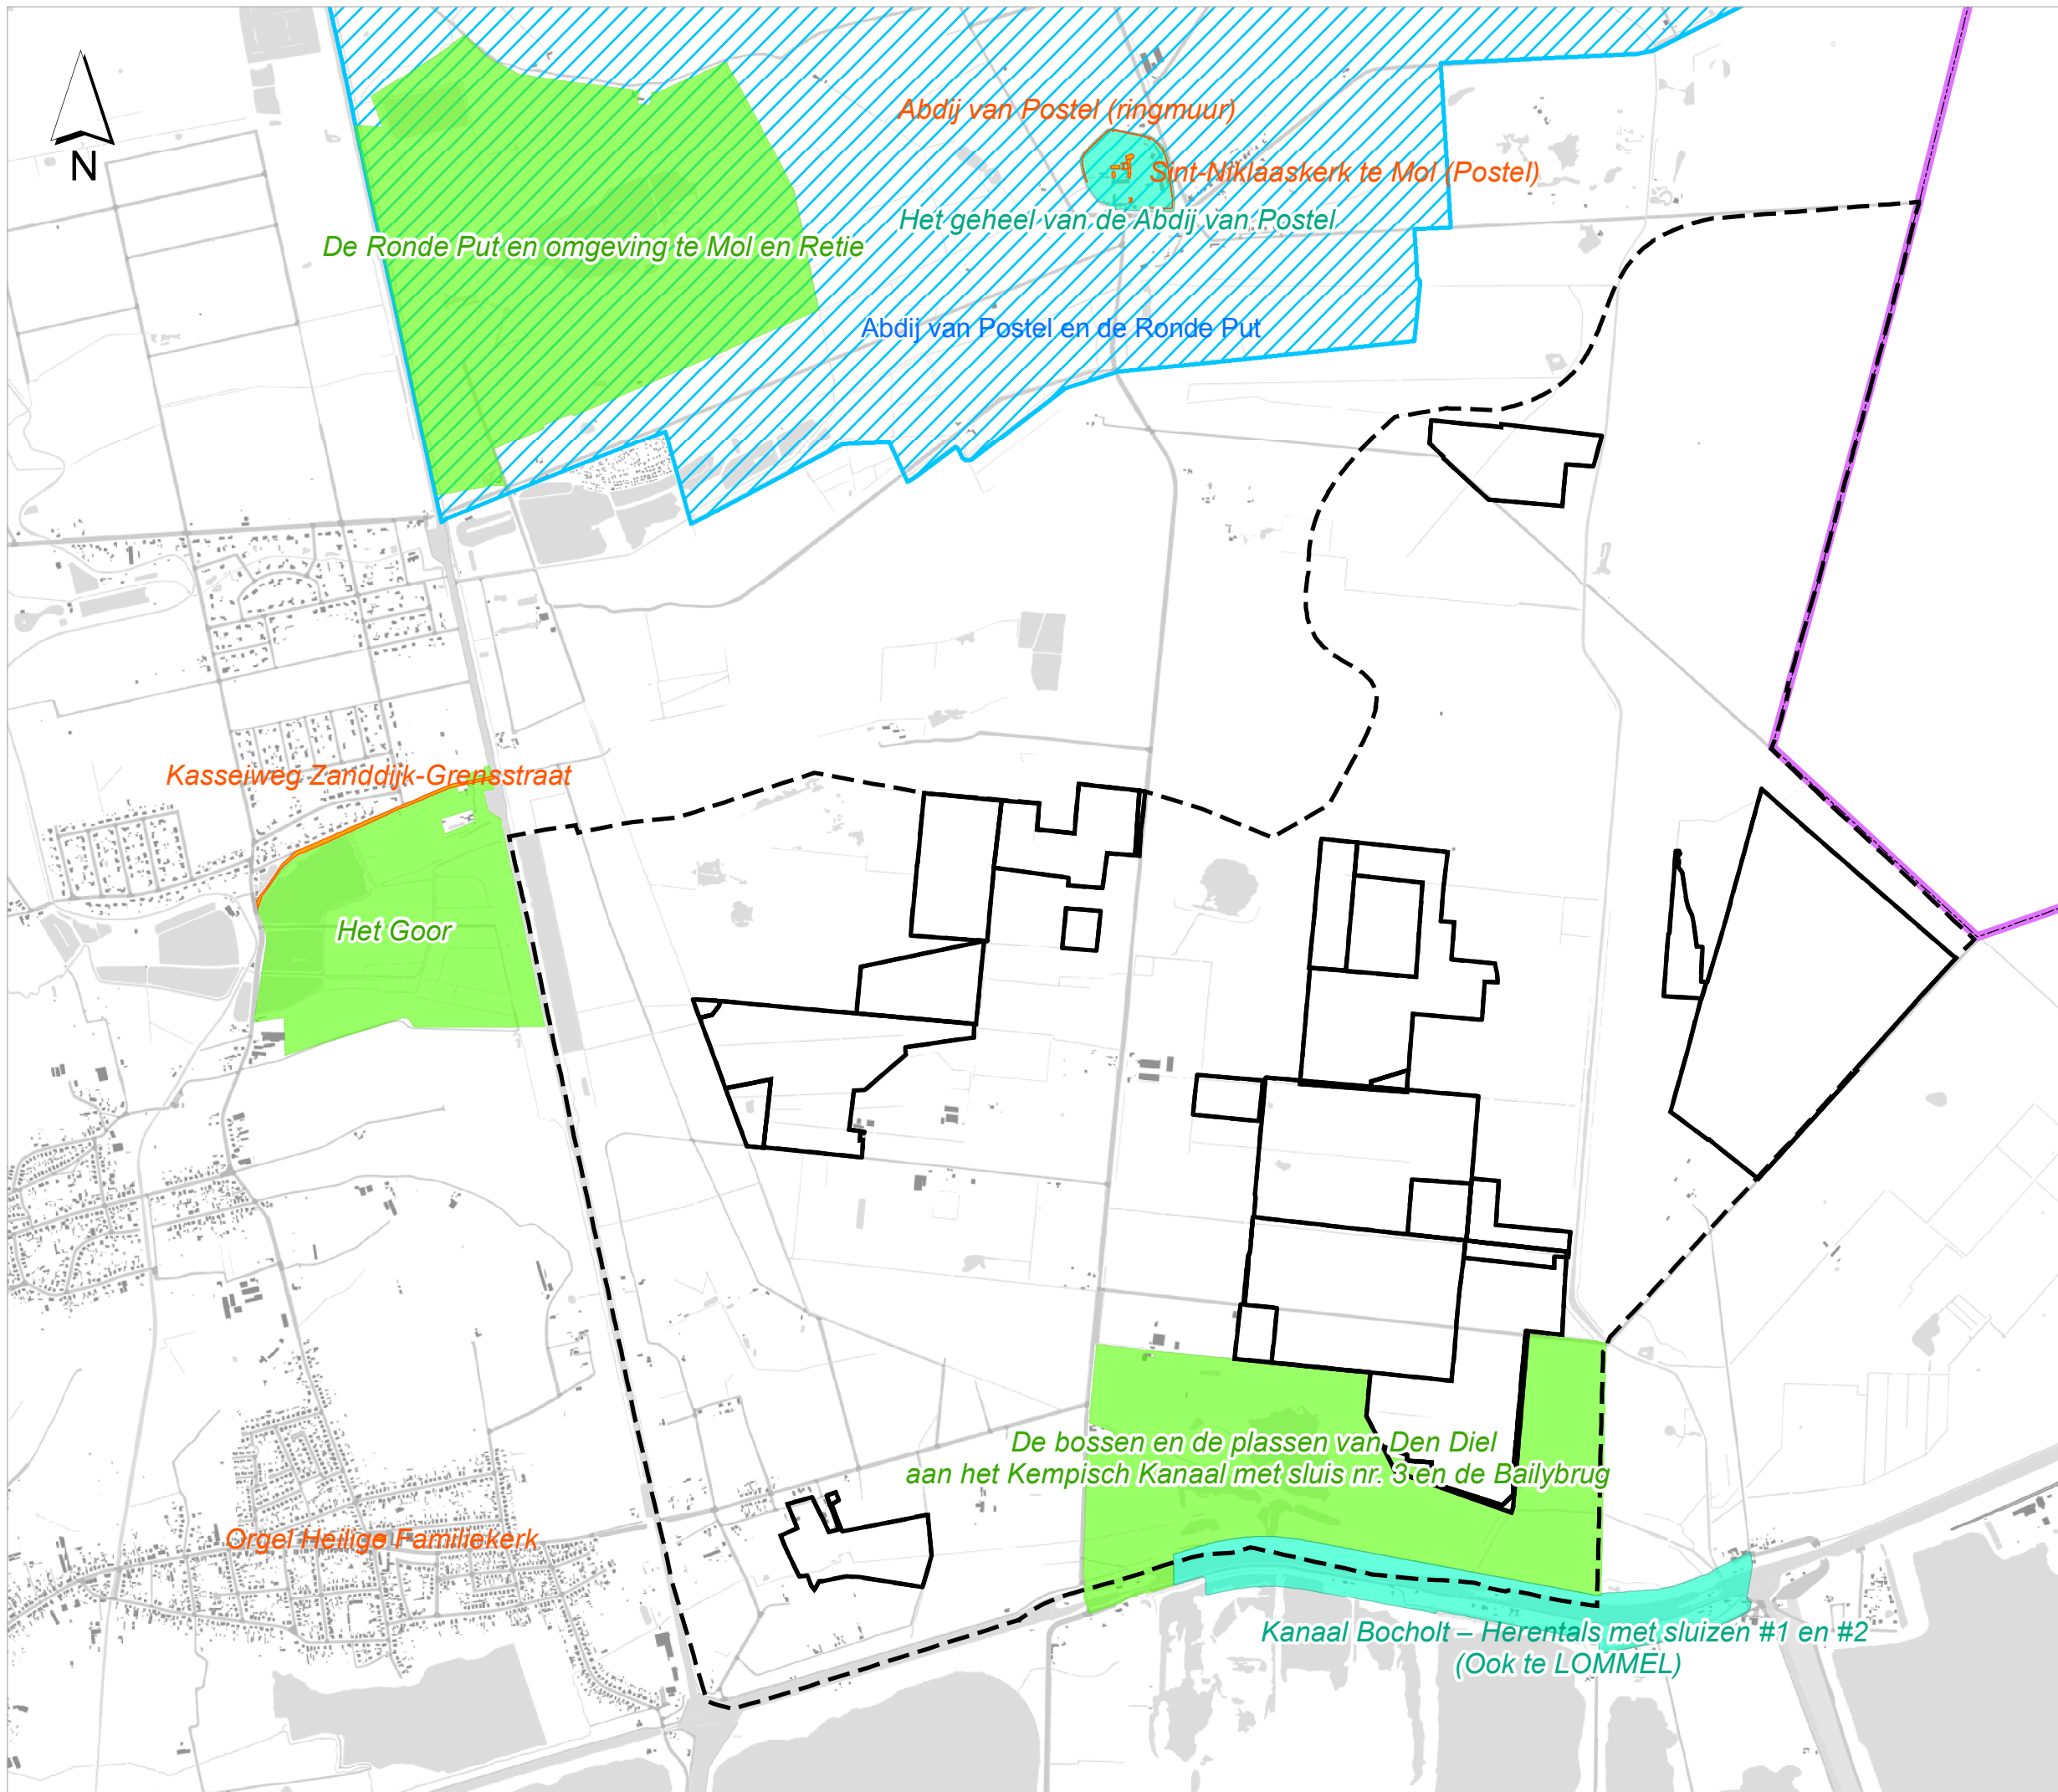 N
Abdij van Postel (ringmuur)
Sint-Niklaaskerk te Mol (Postel)
Het geheel van de Abdij van Postel
De Ronde Put en omgeving te Mol en Retie
Abdij van Postel en de Ronde Put
Kasseiweg Zanddijk-Grensstraat
Het Goor
De bossen en de plassen van Den Diel
aan het Kempisch Kanaal met sluis nr. 3 en de Bailybrug
Orgel Heilige Familiekerk
Kanaal Bocholt – Herentals met sluizen #1 en #2
(Ook te LOMMEL)